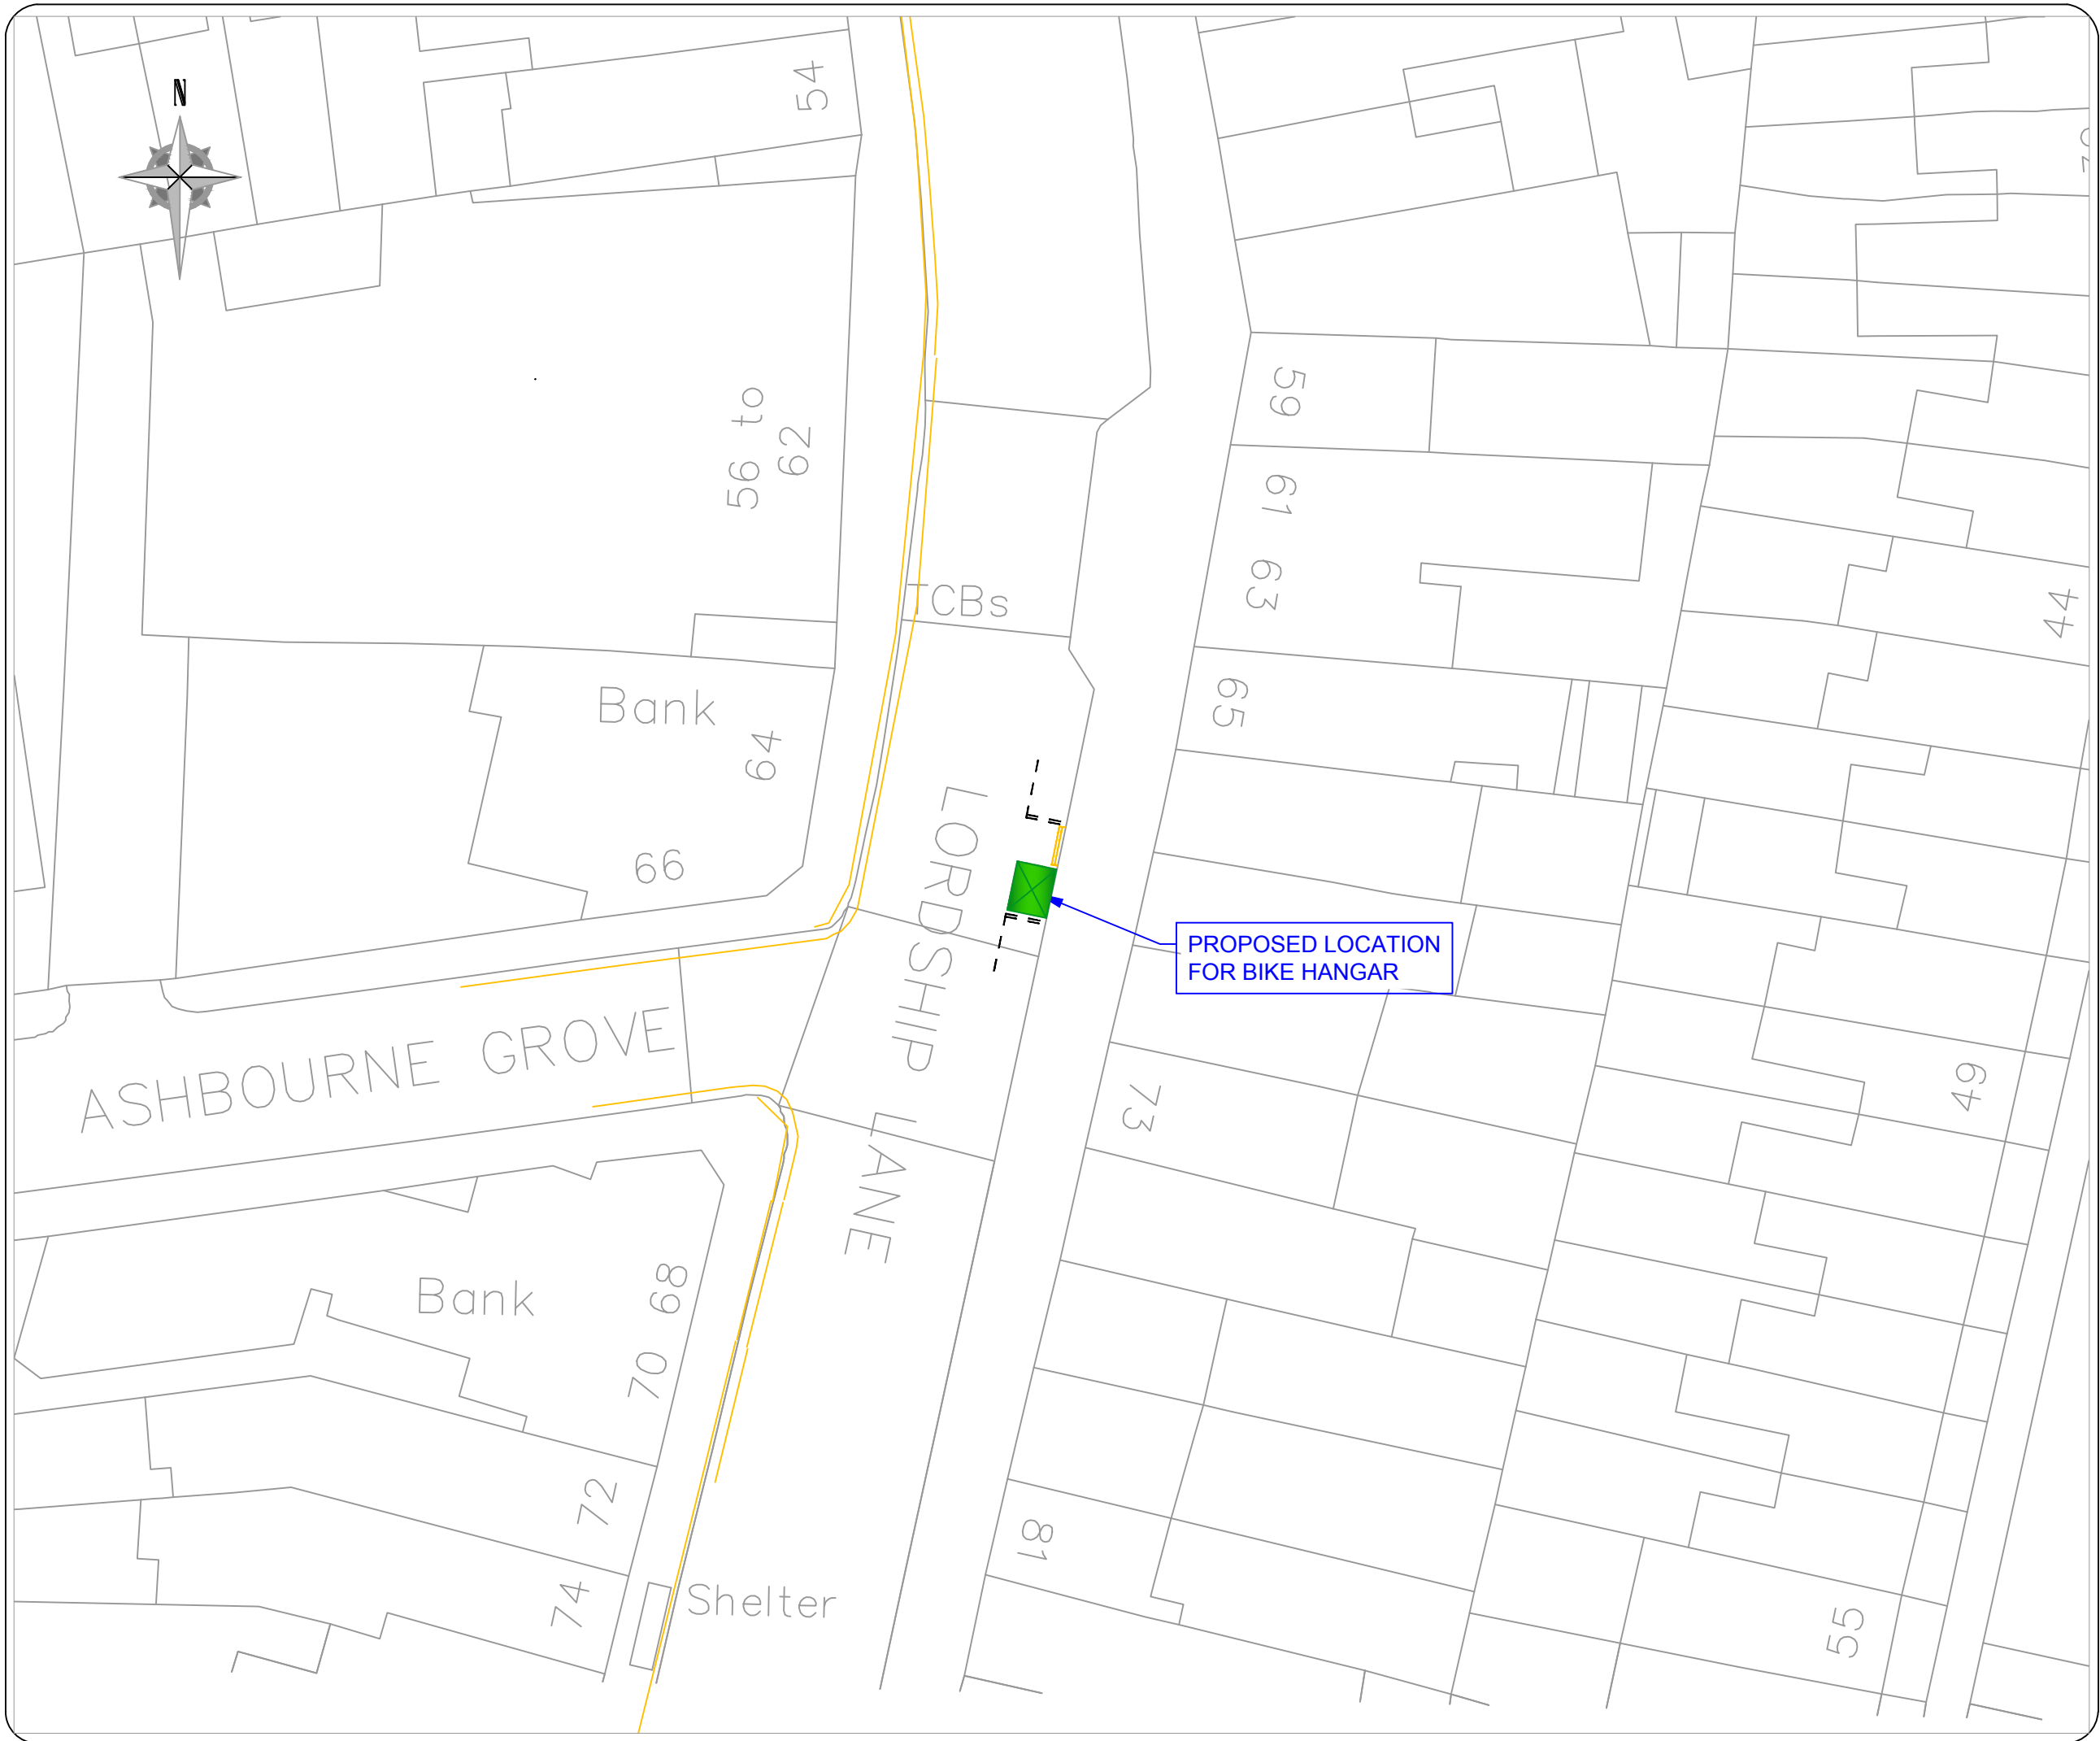 N
54
56 to
62
59
61
63
TCBs
44
65
Bank
64
66
LORDSHIP LANE
PROPOSED LOCATION
FOR BIKE HANGAR
ASHBOURNE GROVE
73
49
Bank
68
70
72
74
Shelter
81
55